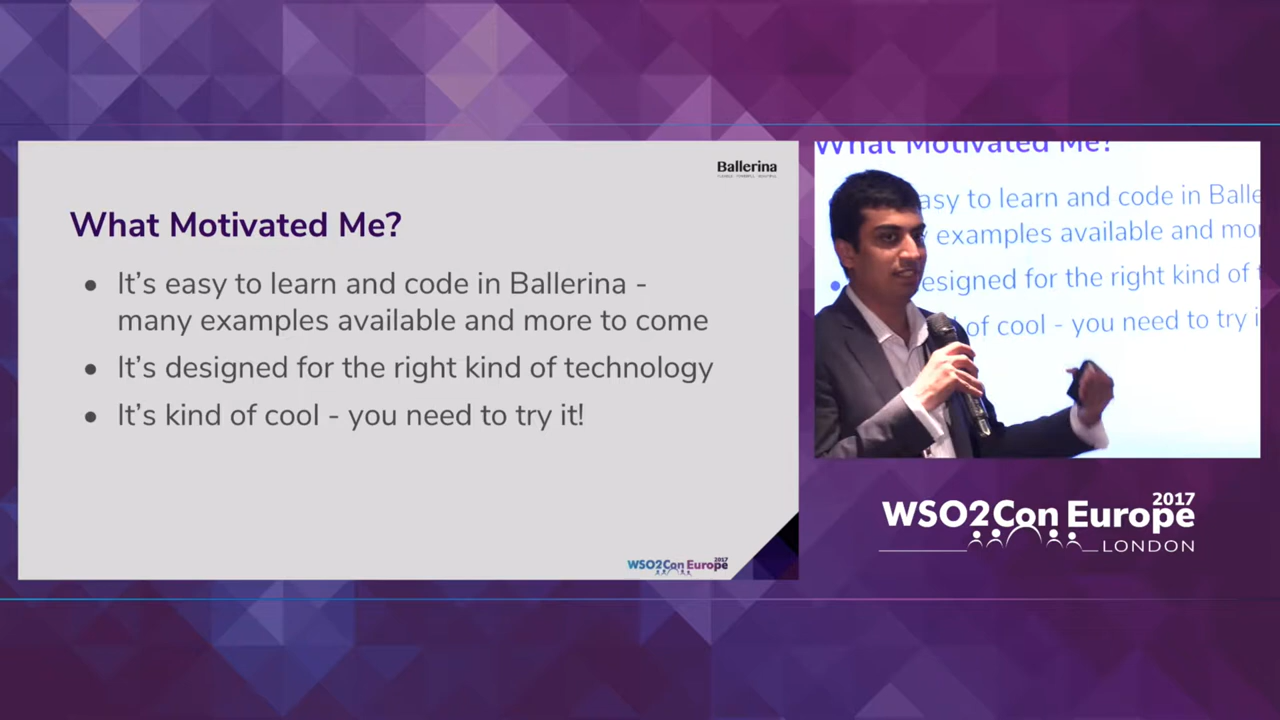 Ballerina
What Motivated Me?
• It's easy to learn and code in Ballerina -
many examples available and more to come
• It's designed for the right kind of technology
• It's kind of cool - you need to try it!
WSO2Con Europe 2017
What Motivated Me?
asy to learn and code in Balle
examples available and mor
esigned for the right kind of t
of cool - you need to try i
WSO2Con Europe 2017
LONDON